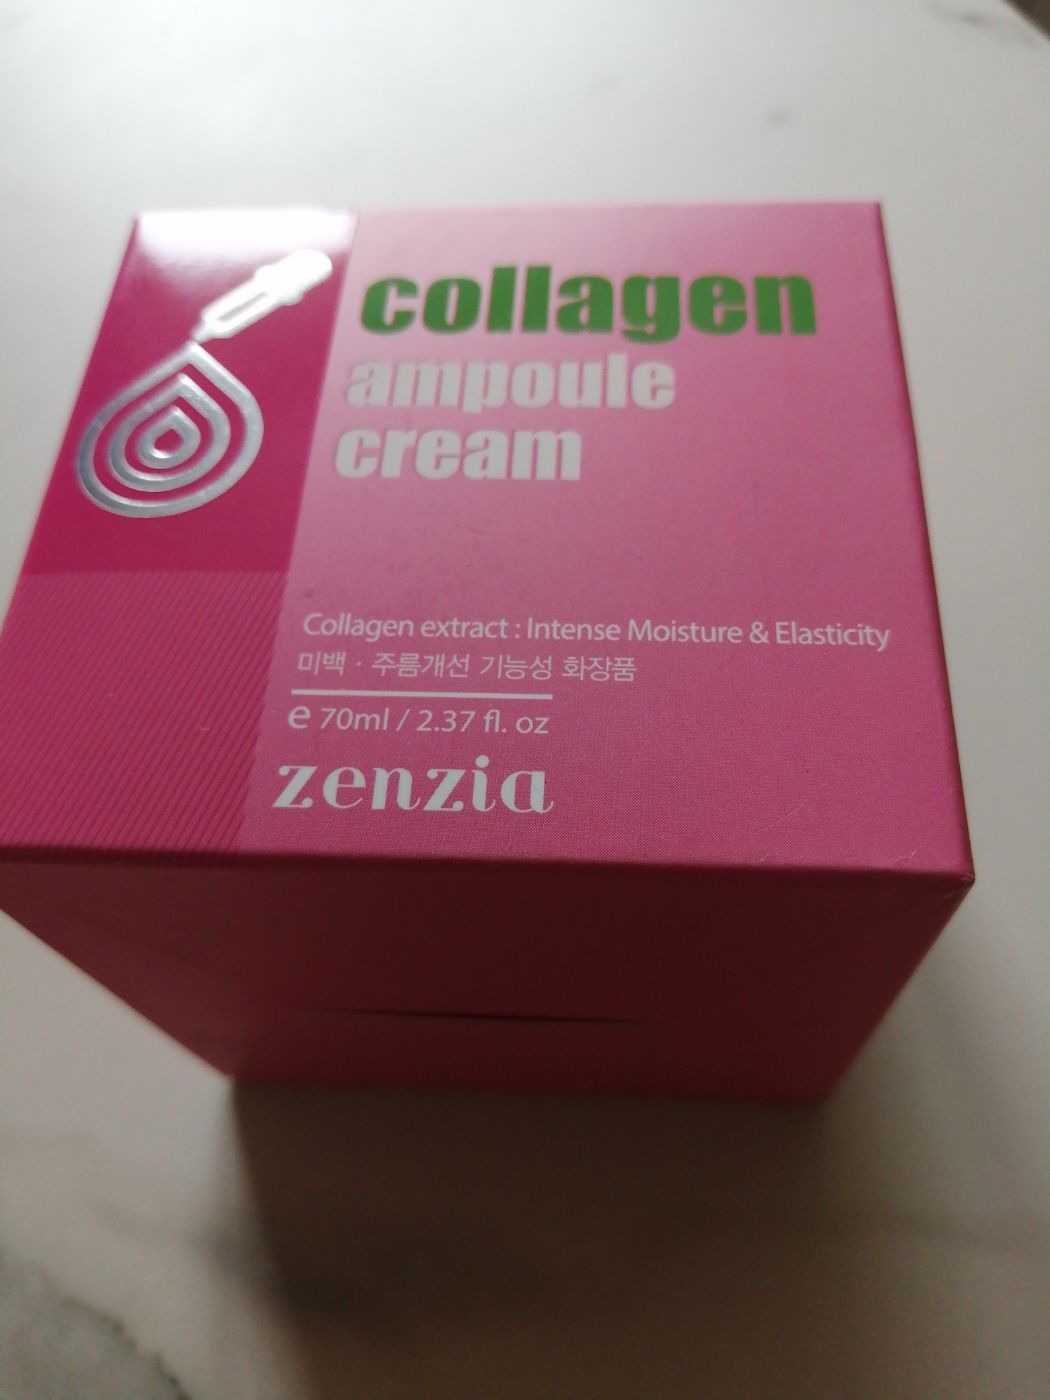 collagen
ampoule
cream
Collagen extract : Intense Moisture & Elasticity
미백 · 주름개선 기능성 화장품
e 70ml / 2.37 fl. oz
zenzia